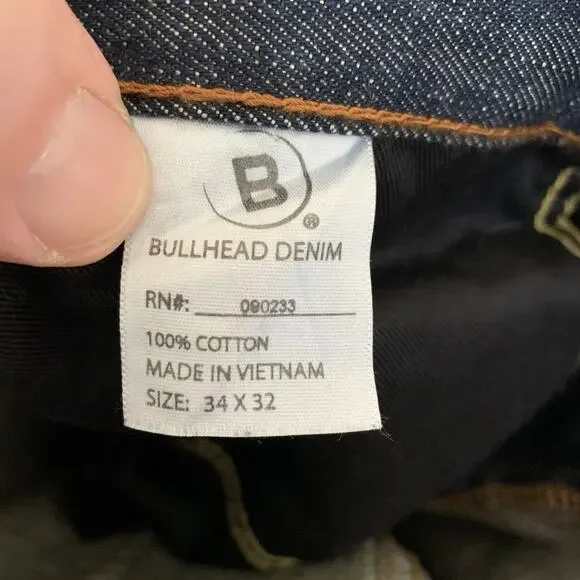 B
®
BULLHEAD DENIM
RN#: 090233
100% COTTON
MADE IN VIETNAM
SIZE: 34 X 32